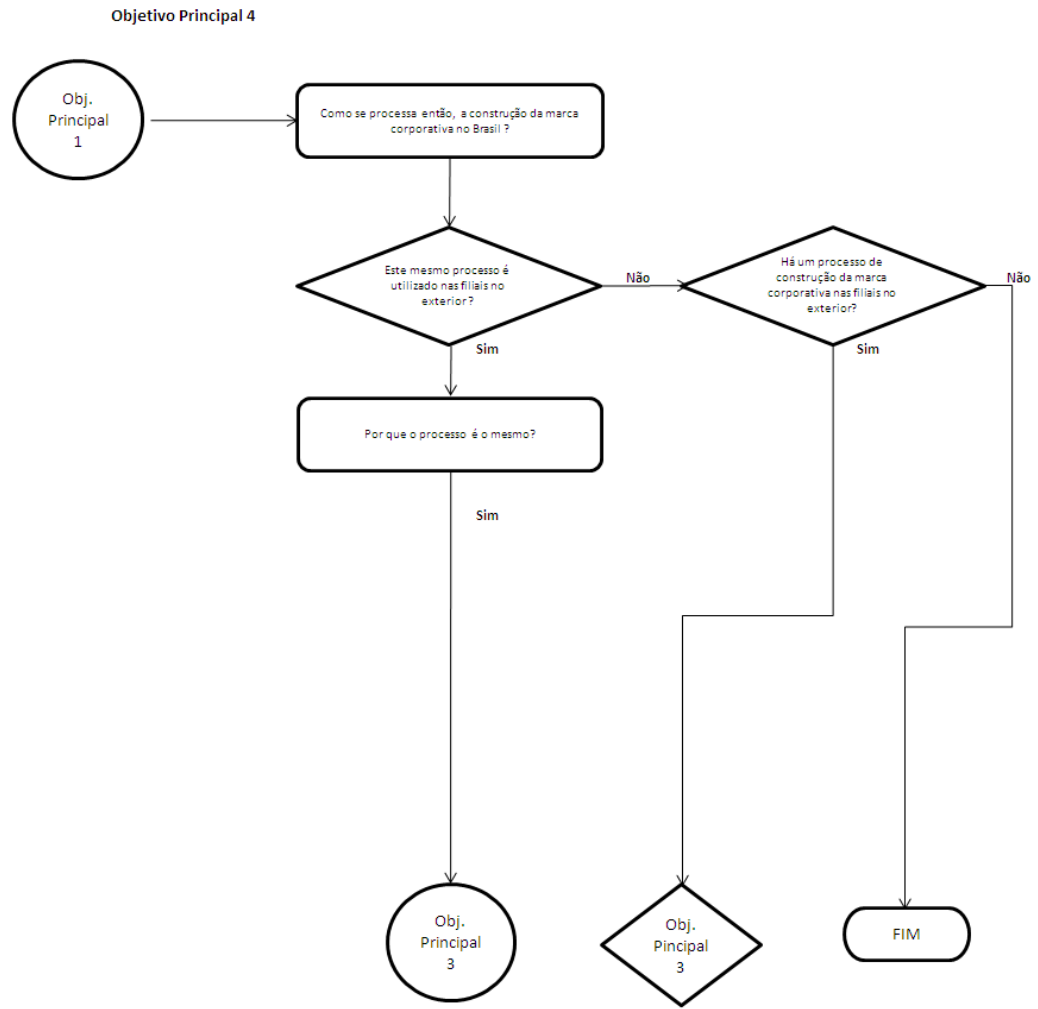 Objetivo Principal 4
Obj.
Principal
1
Como se processa então, a construção da marca
corporativa no Brasil ?
Este mesmo processo é
utilizado nas filiais no
exterior?
Não
Há um processo de
construção da marca
corporativa nas filiais no
exterior?
Não
Sim
Sim
Por que o processo é o mesmo?
Sim
Obj.
Principal
3
Obj.
Pincipal
3
FIM